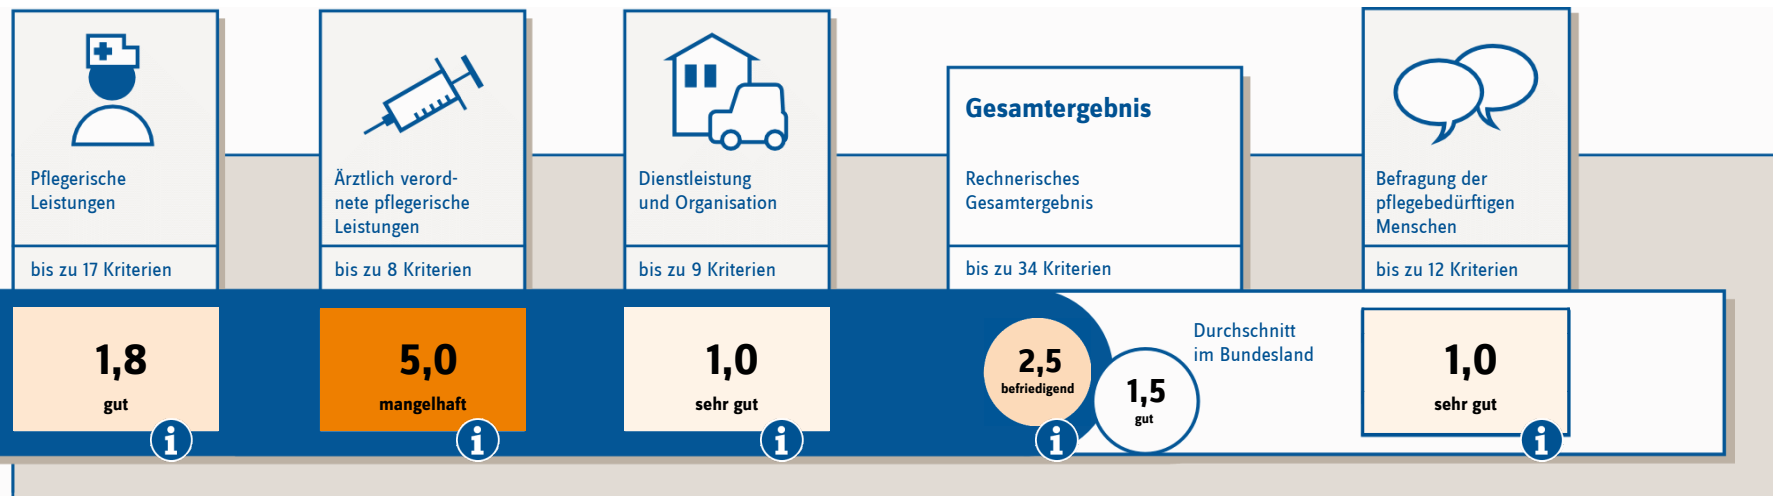 Pflegerische
Leistungen
bis zu 17 Kriterien
1,8
gut
i
Ärztlich verord-
nete pflegerische
Leistungen
bis zu 8 Kriterien
5,0
mangelhaft
i
Dienstleistung
und Organisation
bis zu 9 Kriterien
1,0
sehr gut
i
Gesamtergebnis
Rechnerisches
Gesamtergebnis
bis zu 34 Kriterien
2,5
befriedigend
i
Durchschnitt
im Bundesland
1,5
gut
Befragung der
pflegebedürftigen
Menschen
bis zu 12 Kriterien
1,0
sehr gut
i